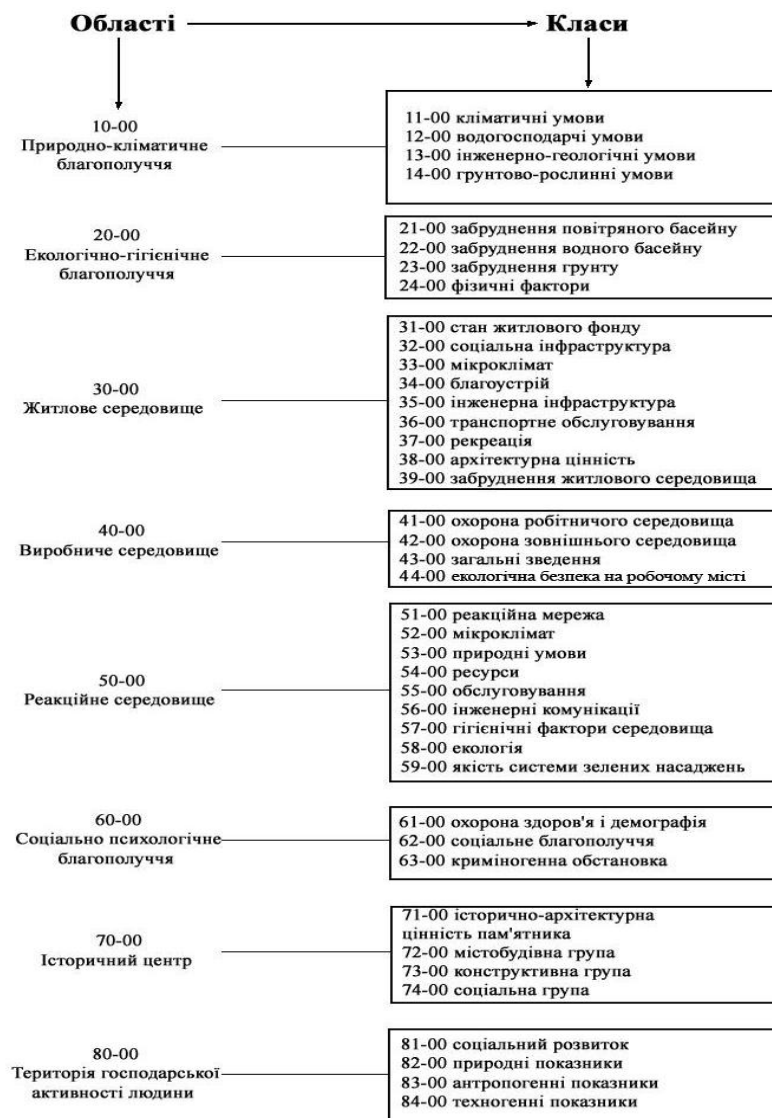 Області
Класи
10-00
Природно-кліматичне
благополуччя
11-00 кліматичні умови
12-00 водогосподарчі умови
13-00 інженерно-геологічні умови
14-00 грунтово-рослинні умови
20-00
Екологічно-гігієнічне
благополуччя
21-00 забруднення повітряного басейну
22-00 забруднення водного басейну
23-00 забруднення грунту
24-00 фізичні фактори
30-00
Житлове середовище
31-00 стан житлового фонду
32-00 соціальна інфраструктура
33-00 мікроклімат
34-00 благоустрій
35-00 інженерна інфраструктура
36-00 транспортне обслуговування
37-00 рекреація
38-00 архітектурна цінність
39-00 забруднення житлового середовища
40-00
Виробниче середовище
41-00 охорона робітничого середовища
42-00 охорона зовнішнього середовища
43-00 загальні зведення
44-00 екологічна безпека на робочому місті
50-00
Реакційне середовище
51-00 реакційна мережа
52-00 мікроклімат
53-00 природні умови
54-00 ресурси
55-00 обслуговування
56-00 інженерні комунікації
57-00 гігієнічні фактори середовища
58-00 екологія
59-00 якість системи зелених насаджень
60-00
Соціально психологічне
благополуччя
61-00 охорона здоров'я і демографія
62-00 соціальне благополуччя
63-00 криміногенна обстановка
70-00
Історичний центр
71-00 історично-архітектурна
цінність пам'ятника
72-00 містобудівна група
73-00 конструктивна група
74-00 соціальна група
80-00
Територія господарської
активності людини
81-00 соціальний розвиток
82-00 природні показники
83-00 антропогенні показники
84-00 техногенні показники